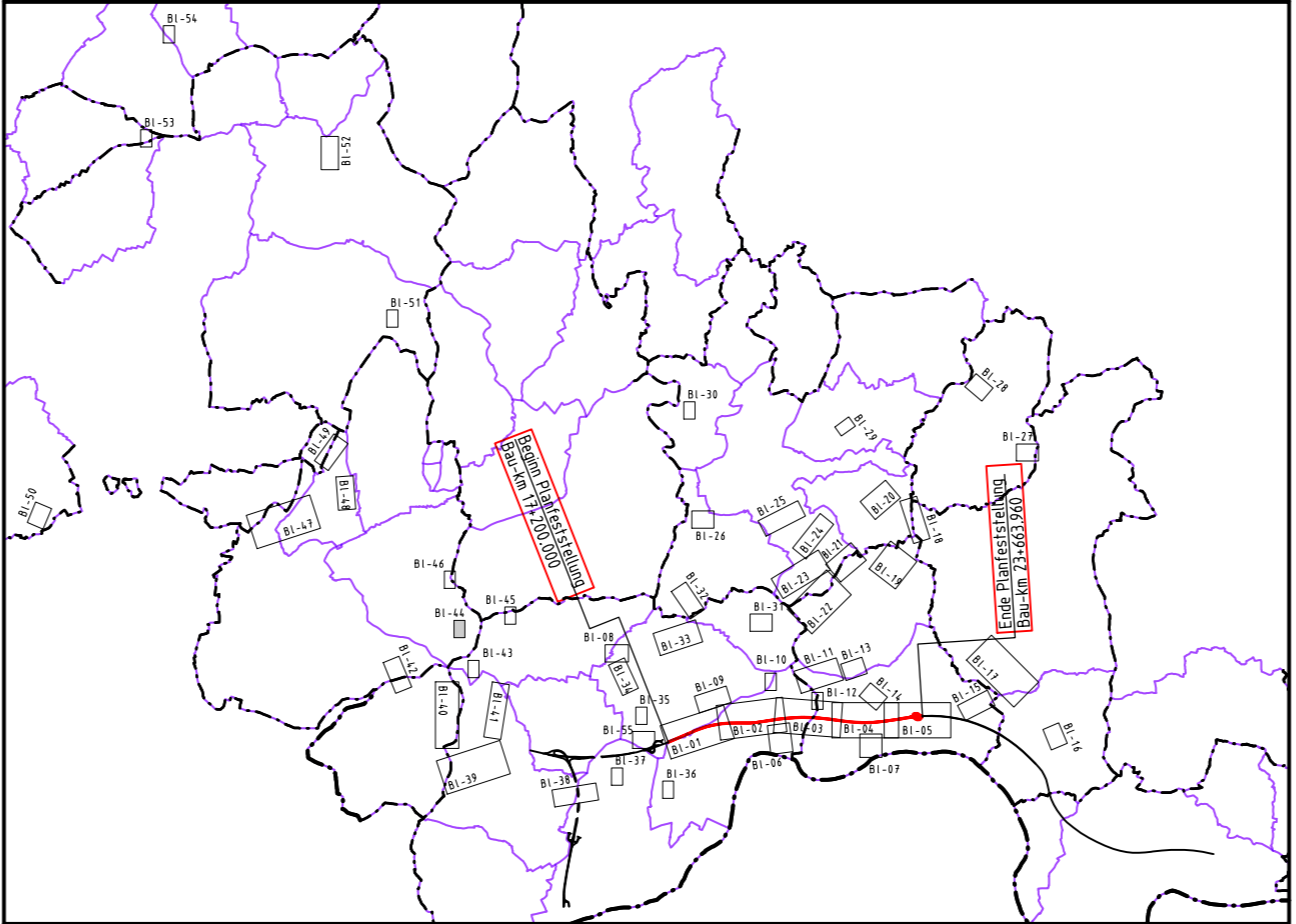 Bl-54
Bl-53
Bl-52
Bl-51
Bl-49
Bl-48
Bl-50
Bl-47
Bl-46
Bl-44
Bl-45
Bl-42
Bl-43
Bl-40
Bl-41
Bl-39
Bl-38
Bl-37
Bl-36
Beginn Planfeststellung
Bau-km 17+200.000
Bl-30
Bl-28
Bl-29
Bl-27
Bl-26
Bl-25
Bl-24
Bl-20
Bl-18
Bl-21
Bl-19
Bl-23
Bl-22
Bl-32
Bl-31
Bl-33
Bl-08
Bl-34
Bl-35
Bl-55
Bl-09
Bl-10
Bl-11
Bl-13
Bl-12
Bl-14
Bl-01
Bl-02
Bl-03
Bl-04
Bl-05
Bl-06
Bl-07
Ende Planfeststellung
Bau-km 23+663.960
Bl-17
Bl-15
Bl-16